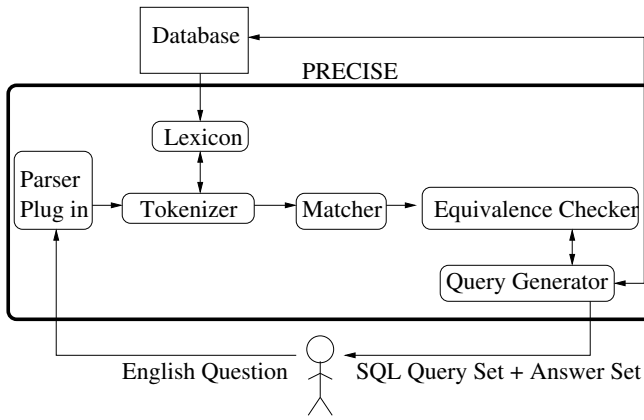 Database
PRECISE
Lexicon
Parser
Plug in
Tokenizer
Matcher
Equivalence Checker
Query Generator
English Question
SQL Query Set + Answer Set